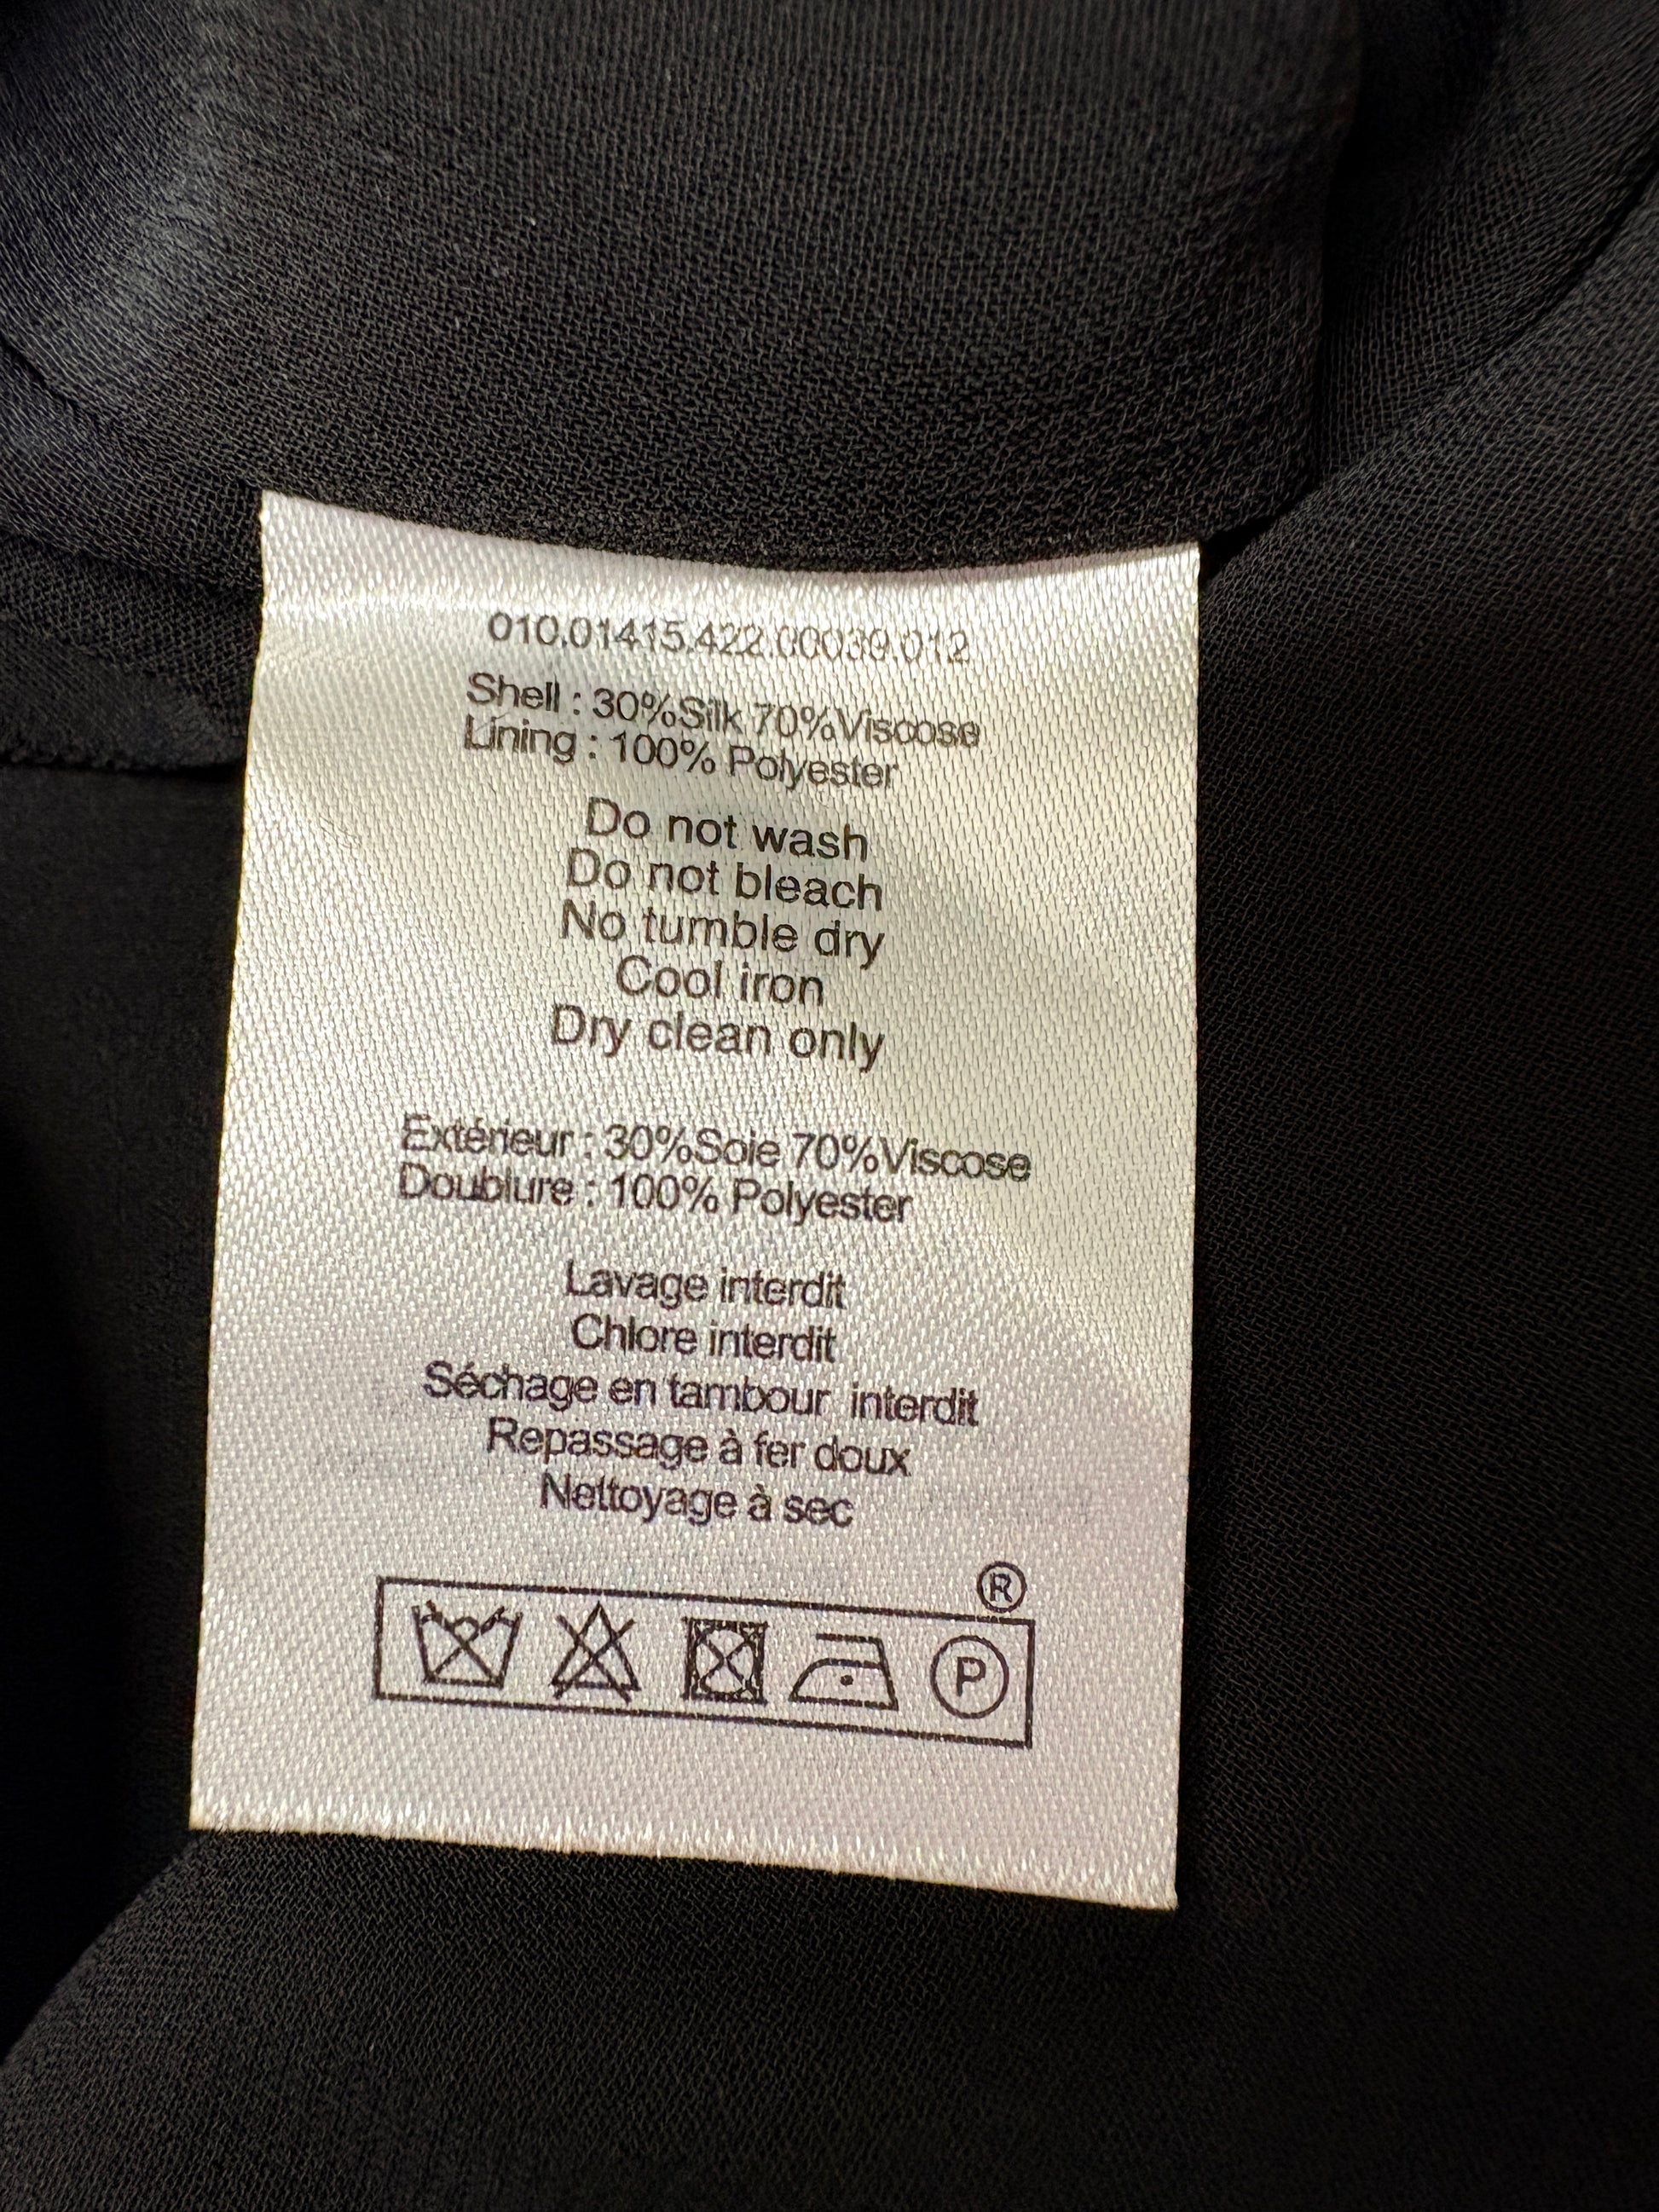 010.01415.422.00039.012
Shell : 30%Silk 70%Viscose
Lining : 100% Polyester
Do not wash
Do not bleach
No tumble dry
Cool iron
Dry clean only
Extérieur : 30%Soie 70%Viscose
Doublure : 100% Polyester
Lavage interdit
Chlore interdit
Séchage en tambour interdit
Repassage à fer doux
Nettoyage à sec
®
P